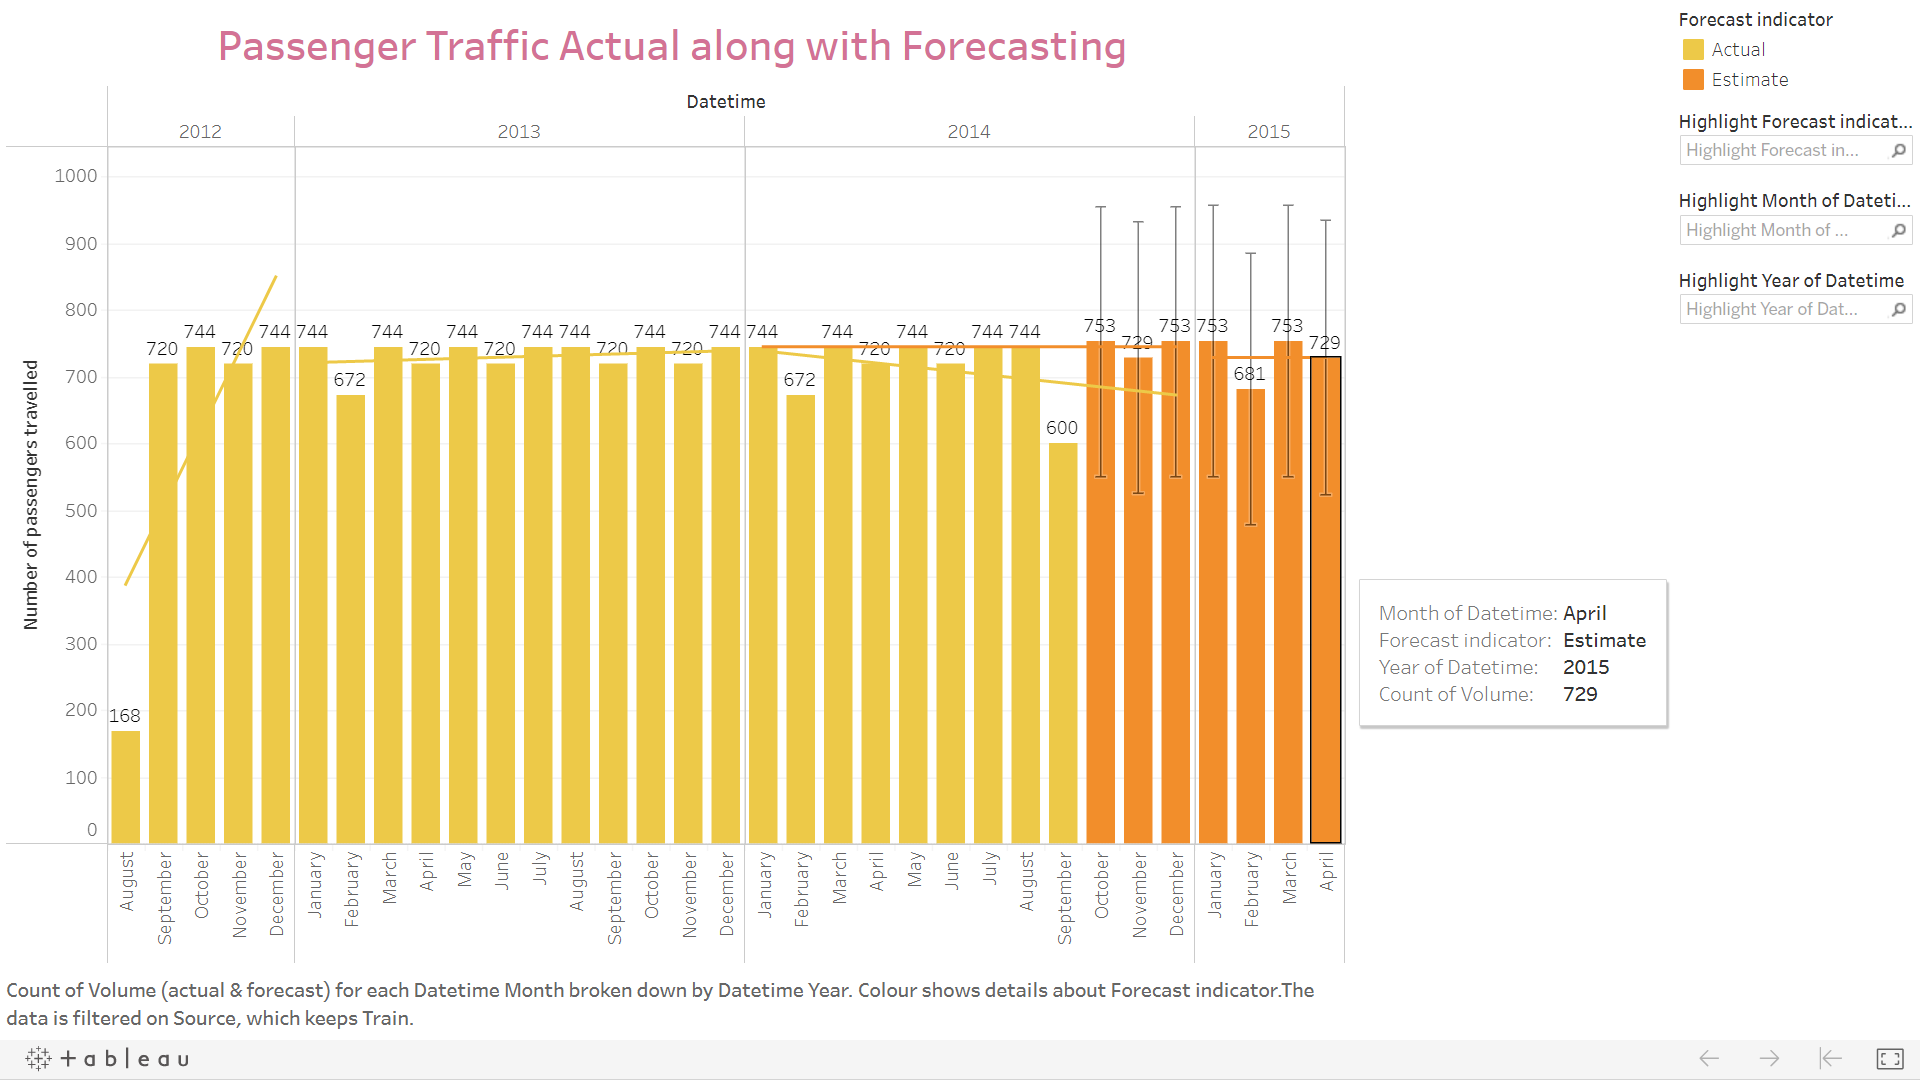 Passenger Traffic Actual along with Forecasting
Datetime
2012 2013 2014 2015
Number of passengers travelled
1000
900
800
700
600
500
400
300
200
100
0
168 720 744 720 744 744 672 744 720 744 720 744 744 720 744 720 744 744 672 744 720 744 720 744 744 600 753 729 753 753 681 753 729
August September October November December January February March April May June July August September October November December January February March April May June July August September October November December January February March April
Forecast indicator
Actual
Estimate
Highlight Forecast indicat...
Highlight Forecast in...
Highlight Month of Dateti...
Highlight Month of ...
Highlight Year of Datetime
Highlight Year of Dat...
Month of Datetime: April
Forecast indicator: Estimate
Year of Datetime: 2015
Count of Volume: 729
Count of Volume (actual & forecast) for each Datetime Month broken down by Datetime Year. Colour shows details about Forecast indicator.The
data is filtered on Source, which keeps Train.
+ableau